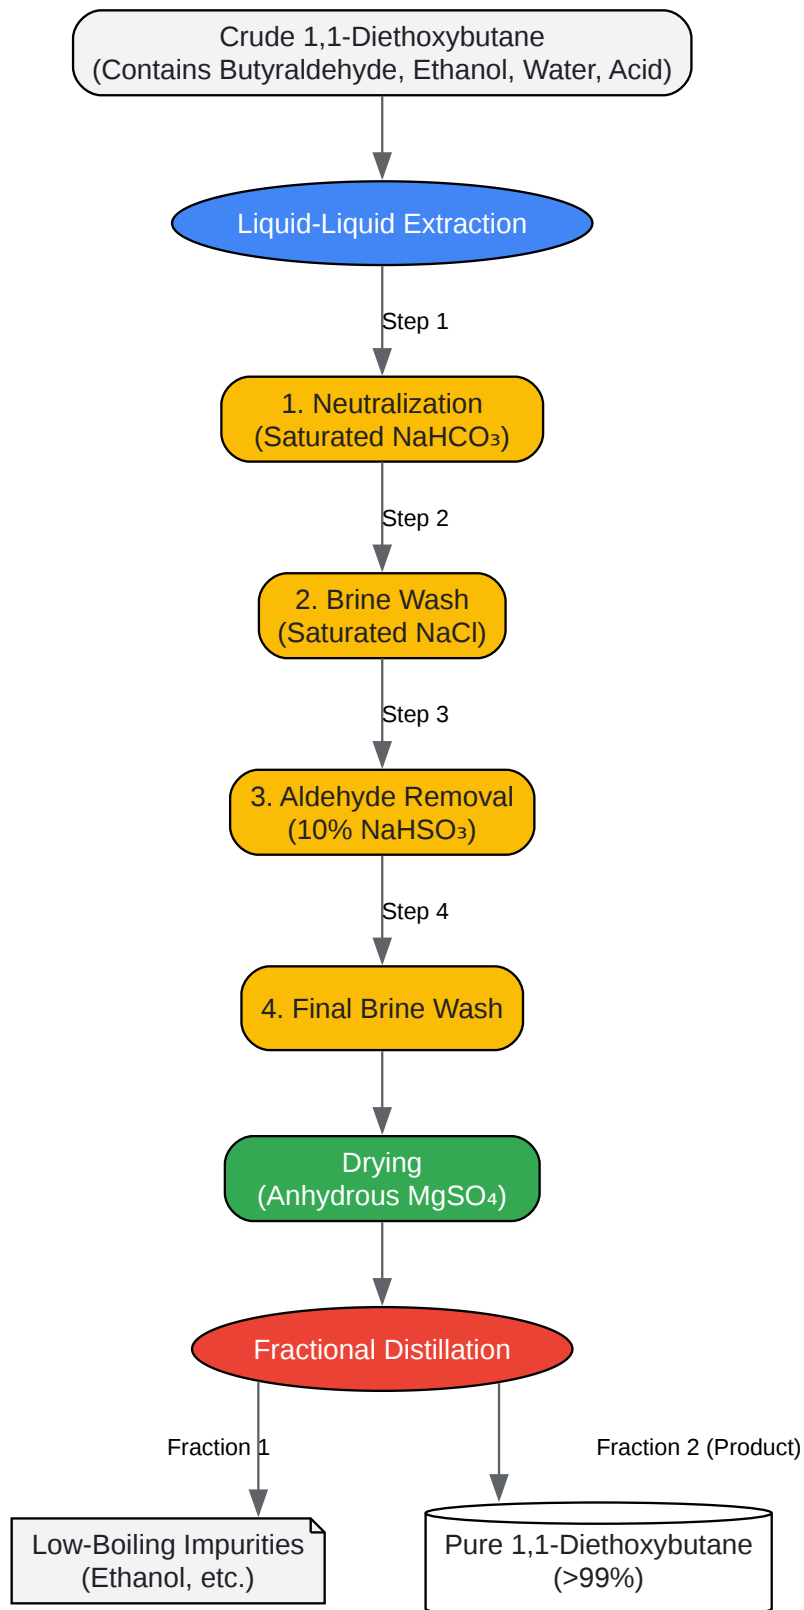 Crude 1,1-Diethoxybutane
(Contains Butyraldehyde, Ethanol, Water, Acid)
Liquid-Liquid Extraction
Step 1
1. Neutralization
(Saturated NaHCO₃)
Step 2
2. Brine Wash
(Saturated NaCl)
Step 3
3. Aldehyde Removal
(10% NaHSO₃)
Step 4
4. Final Brine Wash
Drying
(Anhydrous MgSO₄)
Fractional Distillation
Fraction 1
Fraction 2 (Product)
Low-Boiling Impurities
(Ethanol, etc.)
Pure 1,1-Diethoxybutane
(>99%)